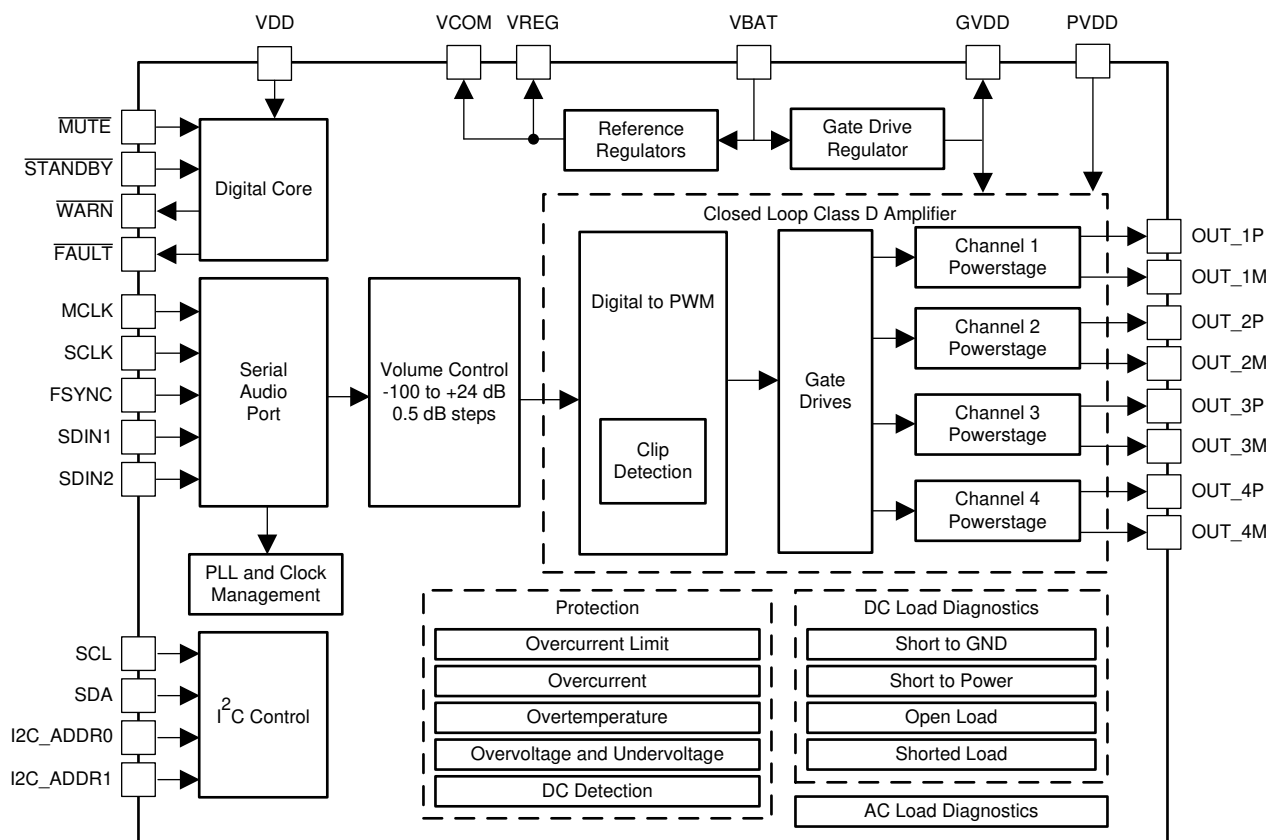 VDD
VCOM
VREG
VBAT
GVDD
PVDD
MUTE
STANDBY
WARN
FAULT
MCLK
SCLK
FSYNC
SDIN1
SDIN2
SCL
SDA
I2C_ADDR0
I2C_ADDR1
Digital Core
Serial
Audio
Port
PLL and Clock
Management
I²C Control
Volume Control
-100 to +24 dB
0.5 dB steps
Reference
Regulators
Gate Drive
Regulator
Closed Loop Class D Amplifier
Digital to PWM
Clip
Detection
Gate
Drives
Channel 1
Powerstage
Channel 2
Powerstage
Channel 3
Powerstage
Channel 4
Powerstage
OUT_1P
OUT_1M
OUT_2P
OUT_2M
OUT_3P
OUT_3M
OUT_4P
OUT_4M
Protection
Overcurrent Limit
Overcurrent
Overtemperature
Overvoltage and Undervoltage
DC Detection
DC Load Diagnostics
Short to GND
Short to Power
Open Load
Shorted Load
AC Load Diagnostics